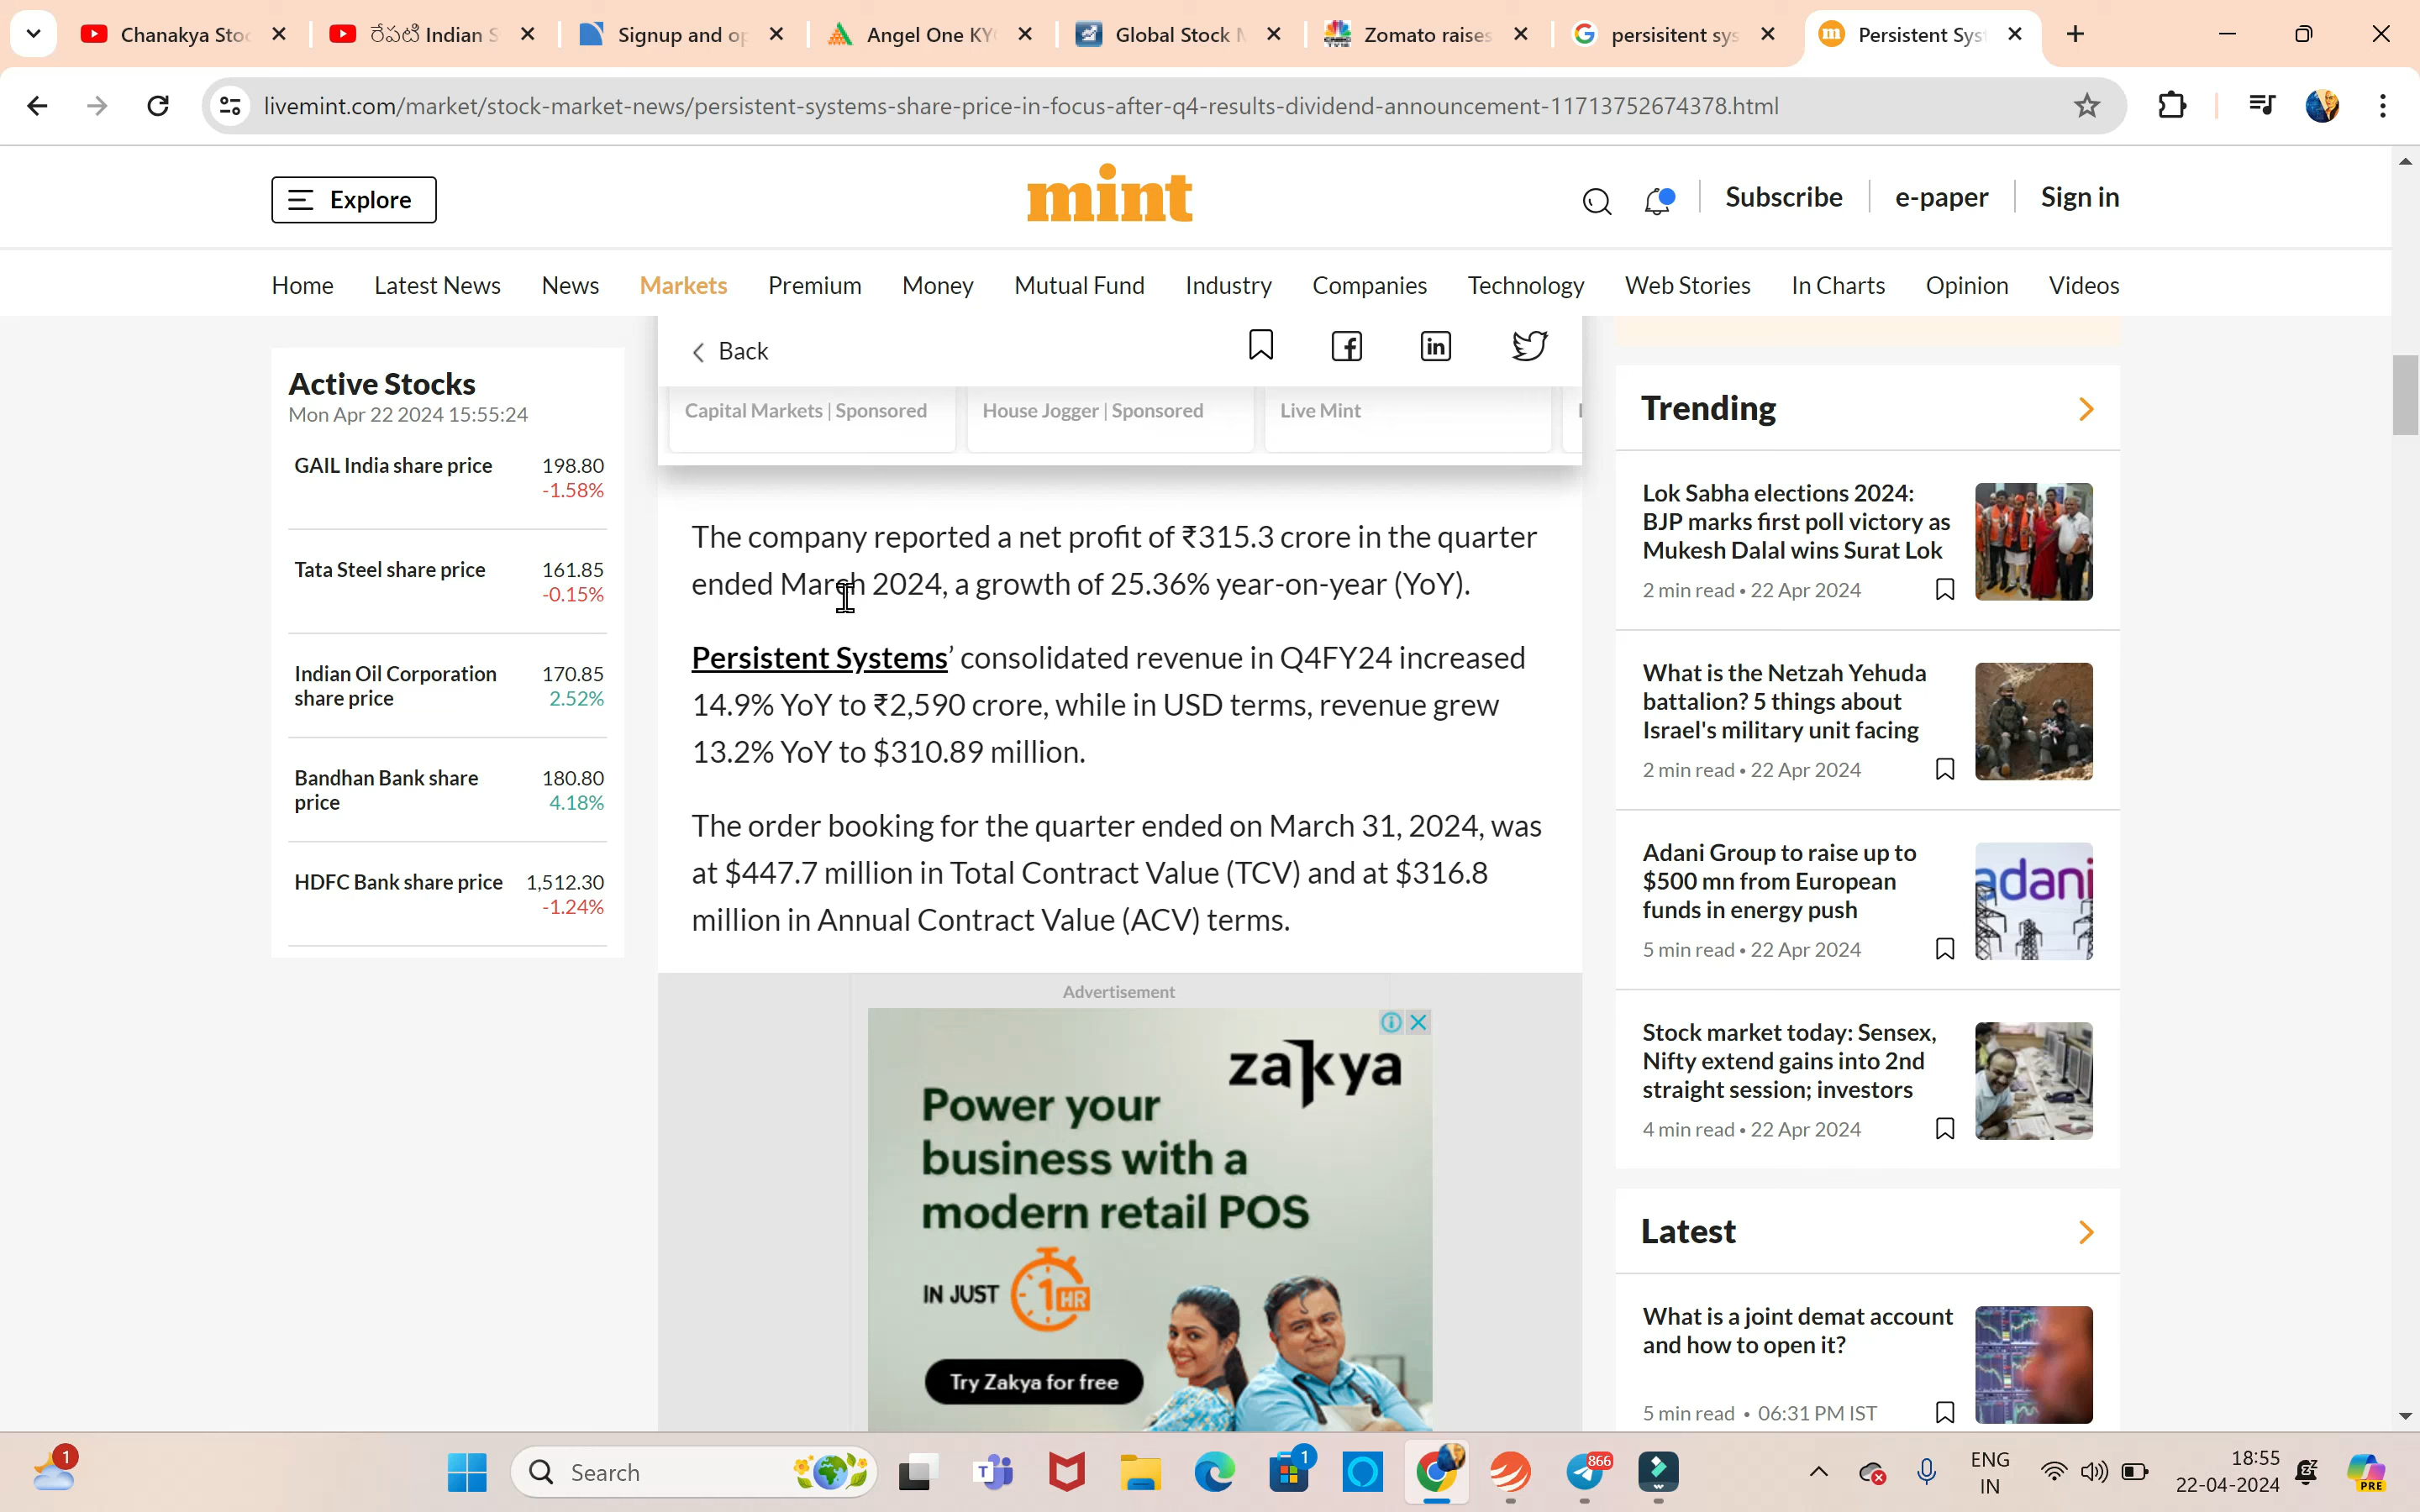 Chanakya Stoc
రేపటి Indian S
Signup and op
Angel One KY
Global Stock M
Zomato raises
persisitent sys
Persistent Syst
livemint.com/market/stock-market-news/persistent-systems-share-price-in-focus-after-q4-results-dividend-announcement-11713752674378.html
Explore
mint
Subscribe
e-paper
Sign in
Home Latest News News Markets Premium Money Mutual Fund Industry Companies Technology Web Stories In Charts Opinion Videos
Active Stocks
Mon Apr 22 2024 15:55:24
GAIL India share price 198.80
-1.58%
Tata Steel share price 161.85
-0.15%
Indian Oil Corporation 170.85
share price 2.52%
Bandhan Bank share 180.80
price 4.18%
HDFC Bank share price 1,512.30
-1.24%
Back
Capital Markets | Sponsored
House Jogger | Sponsored
Live Mint
The company reported a net profit of ₹315.3 crore in the quarter
ended March 2024, a growth of 25.36% year-on-year (YoY).
Persistent Systems’ consolidated revenue in Q4FY24 increased
14.9% YoY to ₹2,590 crore, while in USD terms, revenue grew
13.2% YoY to $310.89 million.
The order booking for the quarter ended on March 31, 2024, was
at $447.7 million in Total Contract Value (TCV) and at $316.8
million in Annual Contract Value (ACV) terms.
Advertisement
zakya
Power your
business with a
modern retail POS
IN JUST 1 HR
Try Zakya for free
Trending
Lok Sabha elections 2024:
BJP marks first poll victory as
Mukesh Dalal wins Surat Lok
2 min read • 22 Apr 2024
What is the Netzah Yehuda
battalion? 5 things about
Israel's military unit facing
2 min read • 22 Apr 2024
Adani Group to raise up to
$500 mn from European
funds in energy push
5 min read • 22 Apr 2024
adani
Stock market today: Sensex,
Nifty extend gains into 2nd
straight session; investors
4 min read • 22 Apr 2024
Latest
What is a joint demat account
and how to open it?
5 min read • 06:31 PM IST
1
Search
1
866
ENG
IN
18:55
22-04-2024
PRE